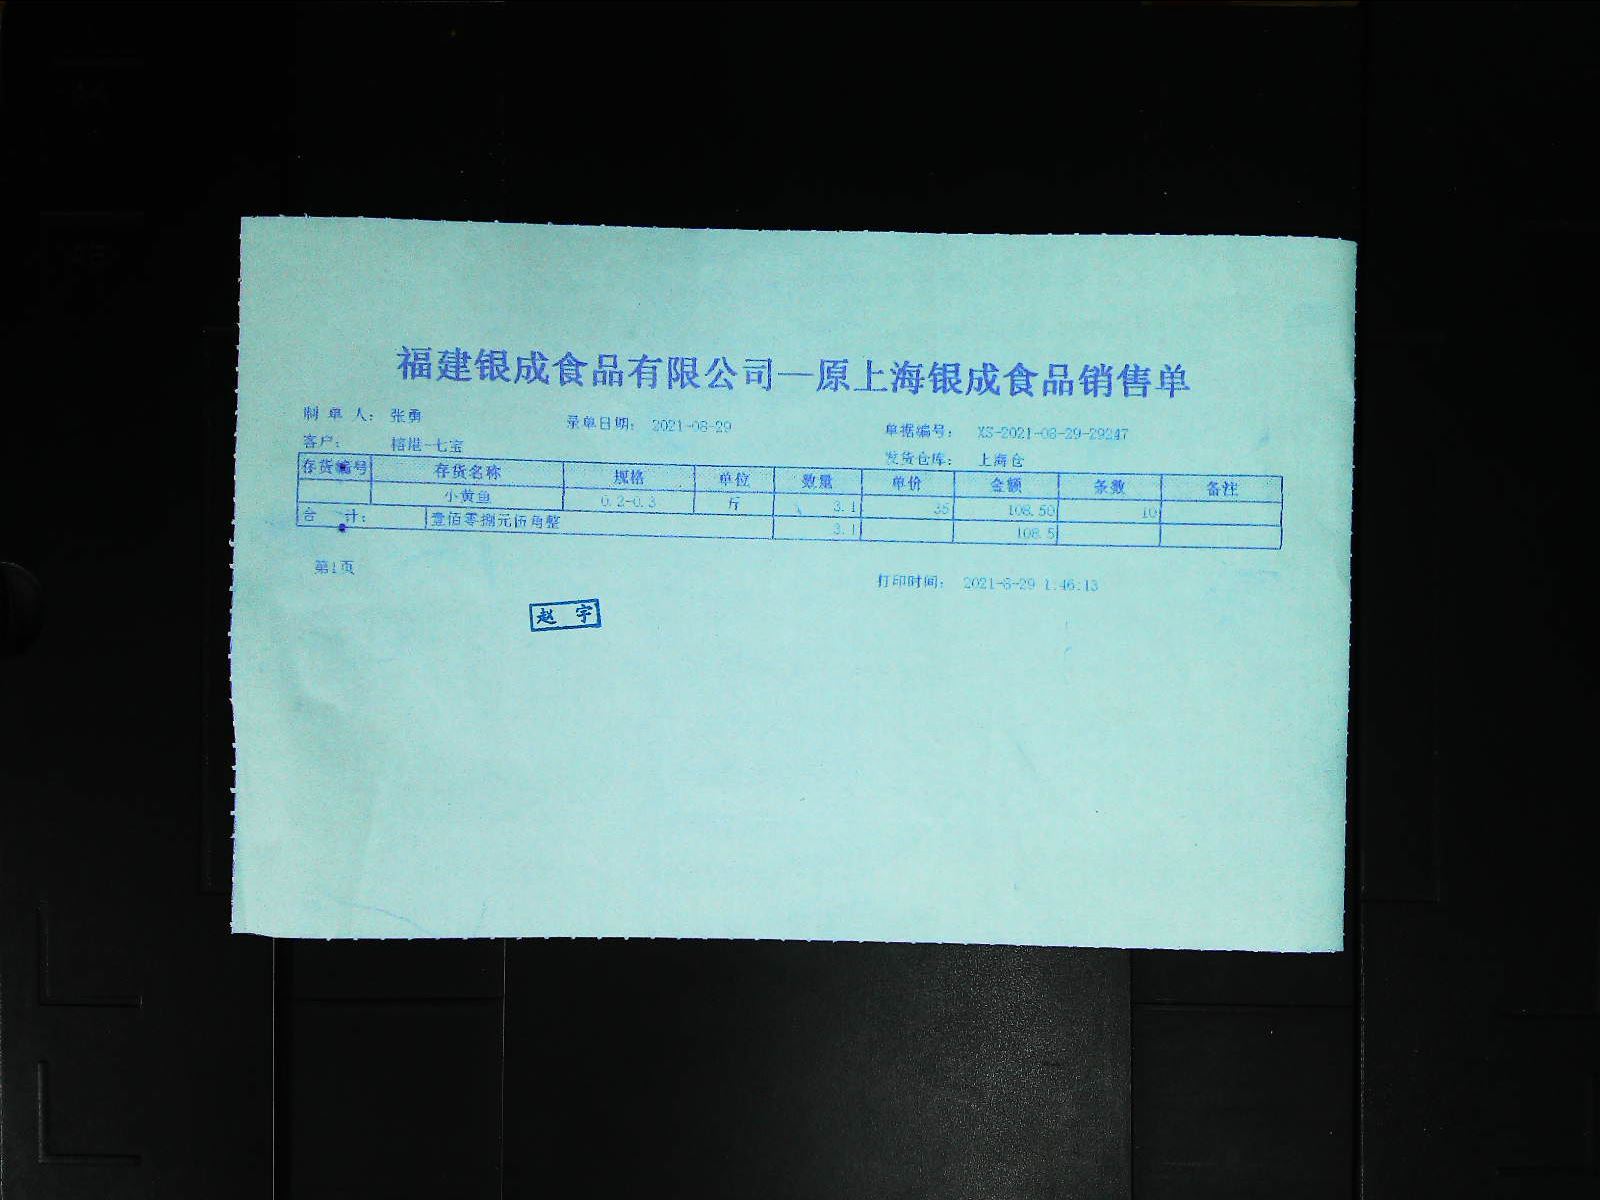 福建银成食品有限公司—原上海银成食品销售单
制 单 人： 张勇 录单日期： 2021-08-29 单据编号： XS-2021-08-29-29247
客户： 榕港-七宝 发货仓库： 上海仓
存货编号 存货名称 规格 单位 数量 单价 金额 条数 备注
小黄鱼 0.2-0.3 斤 3.1 35 108.50 10
合 计： 壹佰零捌元伍角整 3.1 108.5
第1页 打印时间： 2021-8-29 1:46:13
赵 宇